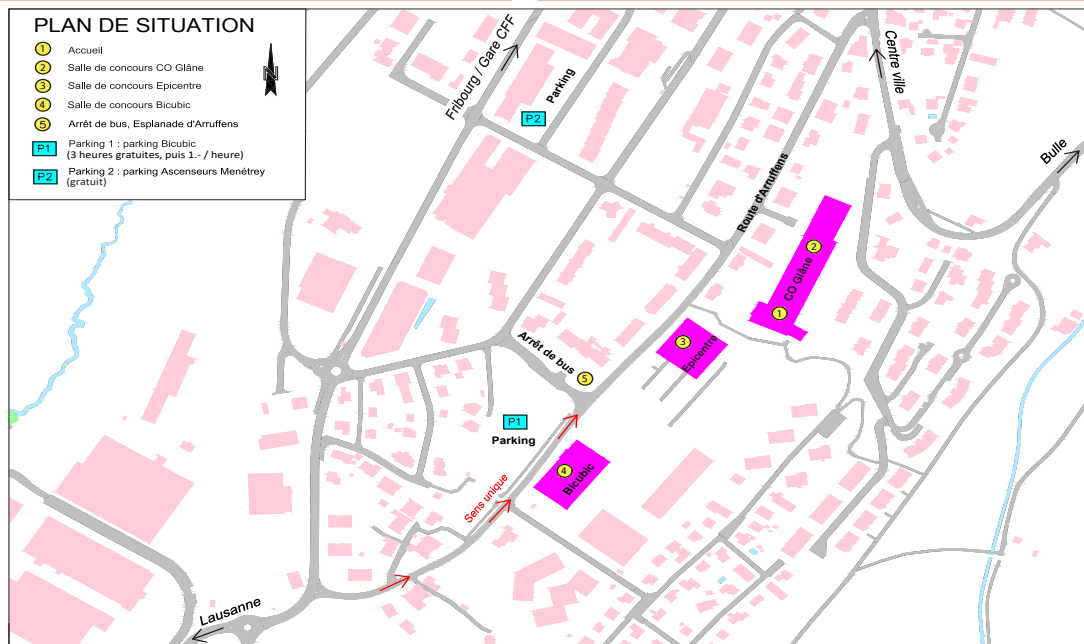 PLAN DE SITUATION
1 Accueil
2 Salle de concours CO Glâne
3 Salle de concours Epicentre
4 Salle de concours Bicubic
5 Arrêt de bus, Esplanade d'Arruffens
P1 Parking 1 : parking Bicubic
(3 heures gratuites, puis 1.- / heure)
P2 Parking 2 : parking Ascenseurs Menétrey
(gratuit)
N
Fribourg / Gare CFF
Parking
P2
Centre ville
Bulle
Route d'Arruffens
2
CO Glâne
1
3
Epicentre
Arrêt de bus
5
P1
Parking
4
Bicubic
Sens unique
Lausanne